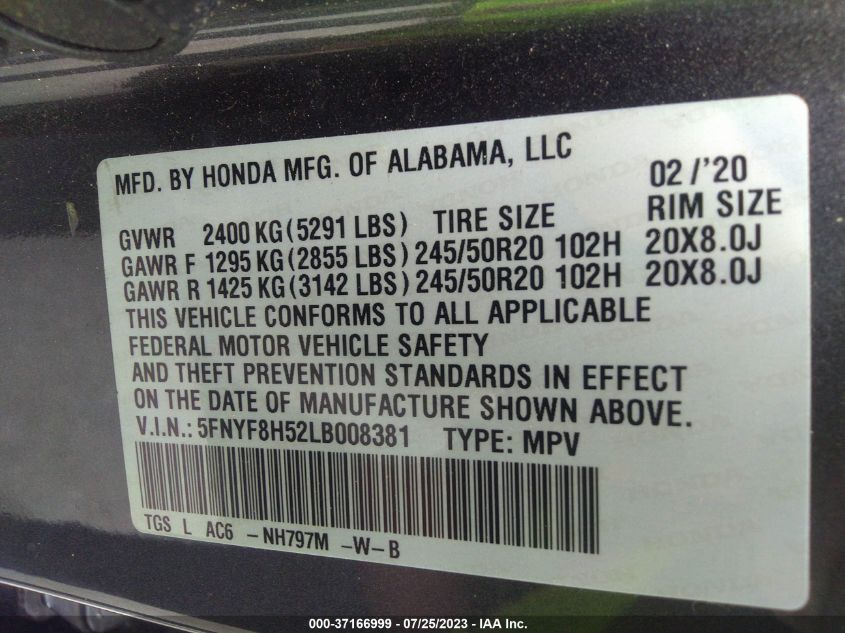 MFD. BY HONDA MFG. OF ALABAMA, LLC 02/'20
GVWR 2400 KG (5291 LBS) TIRE SIZE RIM SIZE
GAWR F 1295 KG (2855 LBS) 245/50R20 102H 20X8.0J
GAWR R 1425 KG (3142 LBS) 245/50R20 102H 20X8.0J
THIS VEHICLE CONFORMS TO ALL APPLICABLE
FEDERAL MOTOR VEHICLE SAFETY
AND THEFT PREVENTION STANDARDS IN EFFECT
ON THE DATE OF MANUFACTURE SHOWN ABOVE.
V.I.N.: 5FNYF8H52LB008381 TYPE: MPV
TGS L AC6 -NH797M -W-B
000-37166999 / 07/25/2023 - IAA Inc.